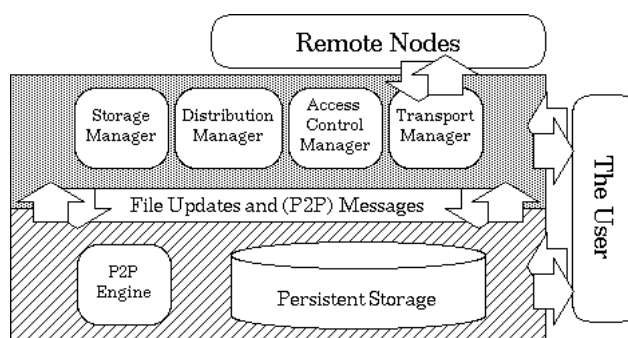 Remote Nodes
Storage
Manager
Distribution
Manager
Access
Control
Manager
Transport
Manager
The User
File Updates and (P2P) Messages
P2P
Engine
Persistent Storage